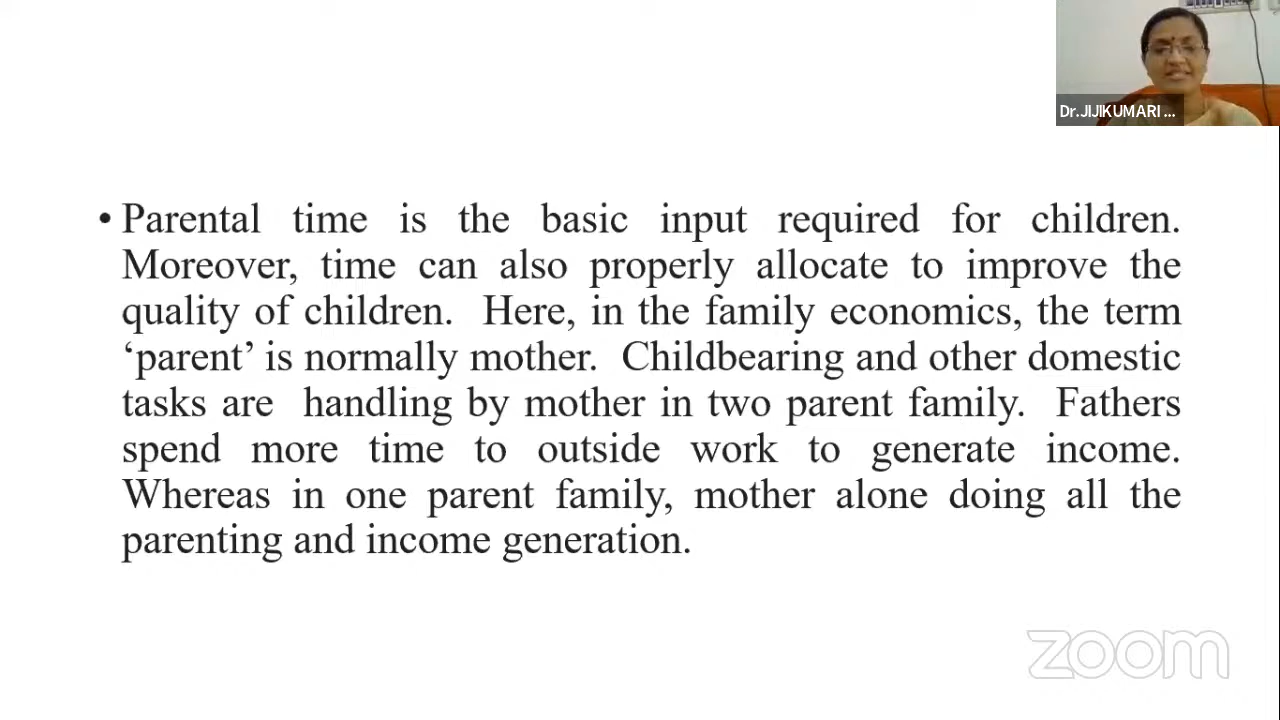 Dr.JIJIKUMARI ...
• Parental time is the basic input required for children.
Moreover, time can also properly allocate to improve the
quality of children. Here, in the family economics, the term
‘parent’ is normally mother. Childbearing and other domestic
tasks are handling by mother in two parent family. Fathers
spend more time to outside work to generate income.
Whereas in one parent family, mother alone doing all the
parenting and income generation.
zoom